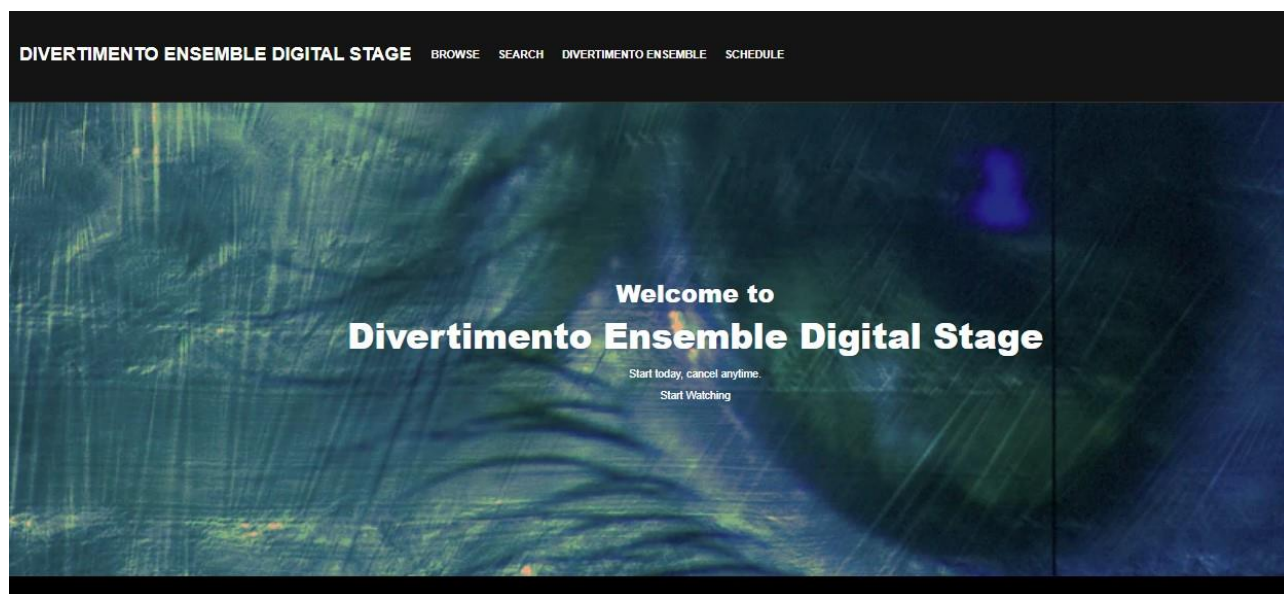 DIVERTIMENTO ENSEMBLE DIGITAL STAGE BROWSE SEARCH DIVERTIMENTO ENSEMBLE SCHEDULE
Welcome to
Divertimento Ensemble Digital Stage
Start today, cancel anytime.
Start Watching